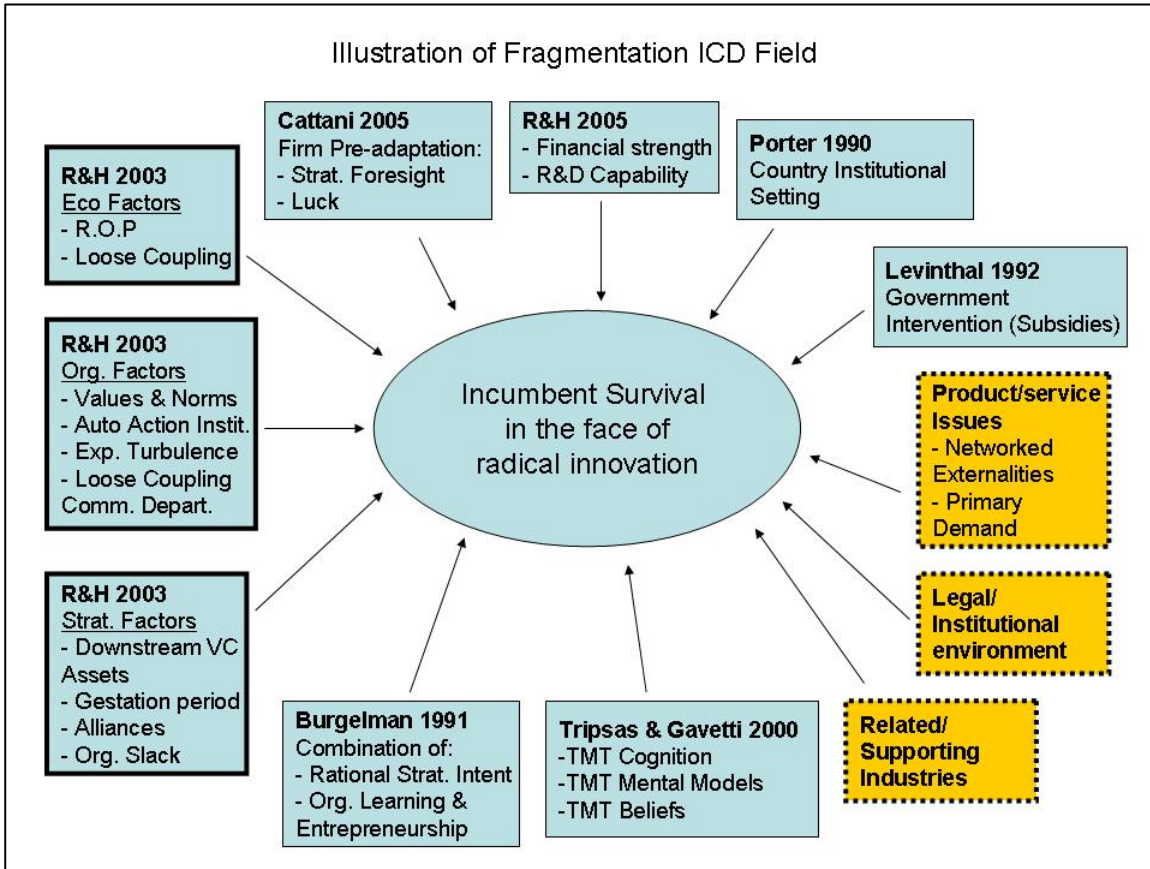 Illustration of Fragmentation ICD Field
Cattani 2005
Firm Pre-adaptation:
- Strat. Foresight
- Luck
R&H 2005
- Financial strength
- R&D Capability
Porter 1990
Country Institutional
Setting
R&H 2003
Eco Factors
- R.O.P
- Loose Coupling
Levinthal 1992
Government
Intervention (Subsidies)
R&H 2003
Org. Factors
- Values & Norms
- Auto Action Instit.
- Exp. Turbulence
- Loose Coupling
Comm. Depart.
Incumbent Survival
in the face of
radical innovation
Product/service
Issues
- Networked
Externalities
- Primary
Demand
R&H 2003
Strat. Factors
- Downstream VC
Assets
- Gestation period
- Alliances
- Org. Slack
Legal/
Institutional
environment
Burgelman 1991
Combination of:
- Rational Strat. Intent
- Org. Learning &
Entrepreneurship
Tripsas & Gavetti 2000
-TMT Cognition
-TMT Mental Models
-TMT Beliefs
Related/
Supporting
Industries